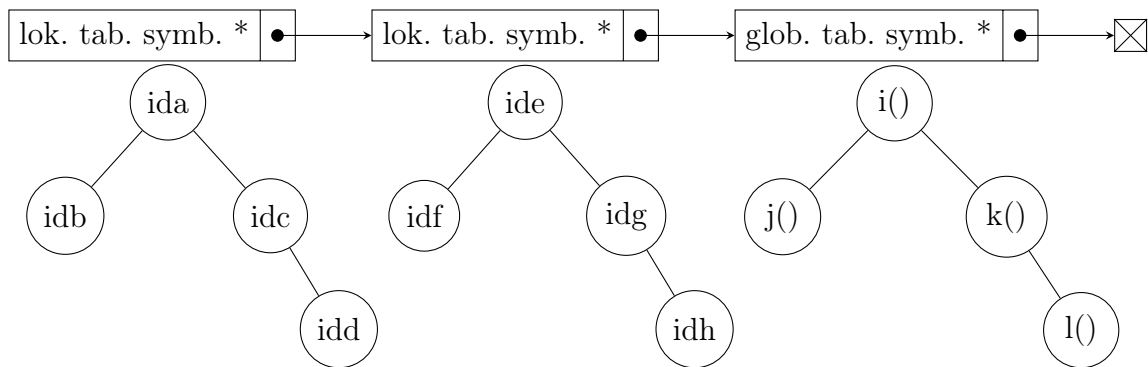 lok. tab. symb. * lok. tab. symb. * glob. tab. symb. *
ida ide i()
idb idc idf idg j() k()
idd idh l()